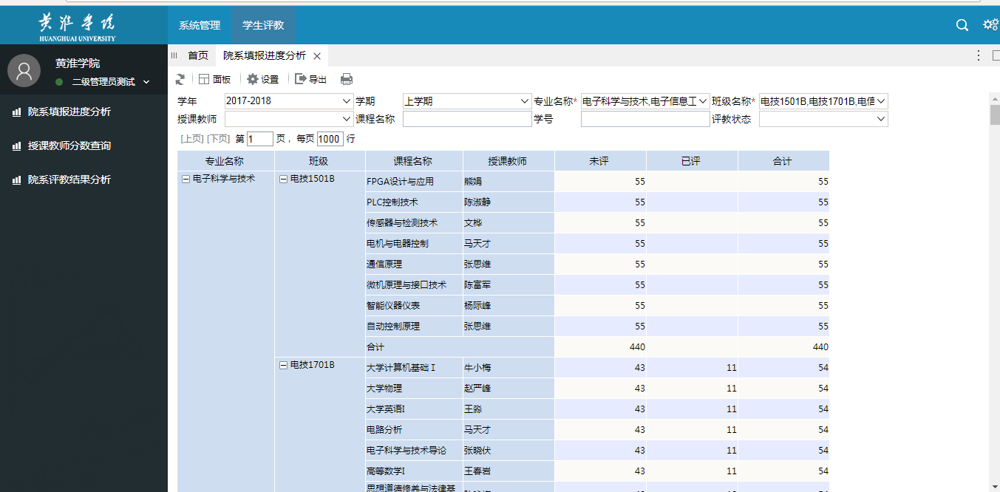 黄淮学院
HUANGHUAI UNIVERSITY
系统管理 学生评教
黄淮学院
二级管理员测试
院系填报进度分析
授课教师分数查询
院系评教结果分析
首页 院系填报进度分析
面板 设置 导出
学年 2017-2018 学期 上学期 专业名称* 电子科学与技术,电子信息工 班级名称* 电技1501B,电技1701B,电信
授课教师 课程名称 学号 评教状态
[上页] [下页] 第 1 页， 每页 1000 行
专业名称 班级 课程名称 授课教师 未评 已评 合计
电子科学与技术 电技1501B FPGA设计与应用 熊娟 55 55
PLC控制技术 陈淑静 55 55
传感器与检测技术 文桦 55 55
电机与电器控制 马天才 55 55
通信原理 张思维 55 55
微机原理与接口技术 陈富军 55 55
智能仪器仪表 杨际峰 55 55
自动控制原理 张思维 55 55
合计 440 440
电技1701B 大学计算机基础Ⅰ 牛小梅 43 11 54
大学物理 赵严峰 43 11 54
大学英语I 王淼 43 11 54
电路分析 马天才 43 11 54
电子科学与技术导论 张晓伏 43 11 54
高等数学I 王春岩 43 11 54
思想道德修养与法律基